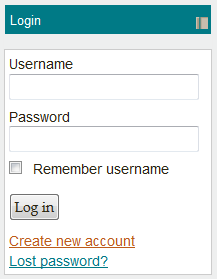 Login
Username
Password
Remember username
Log in
Create new account
Lost password?